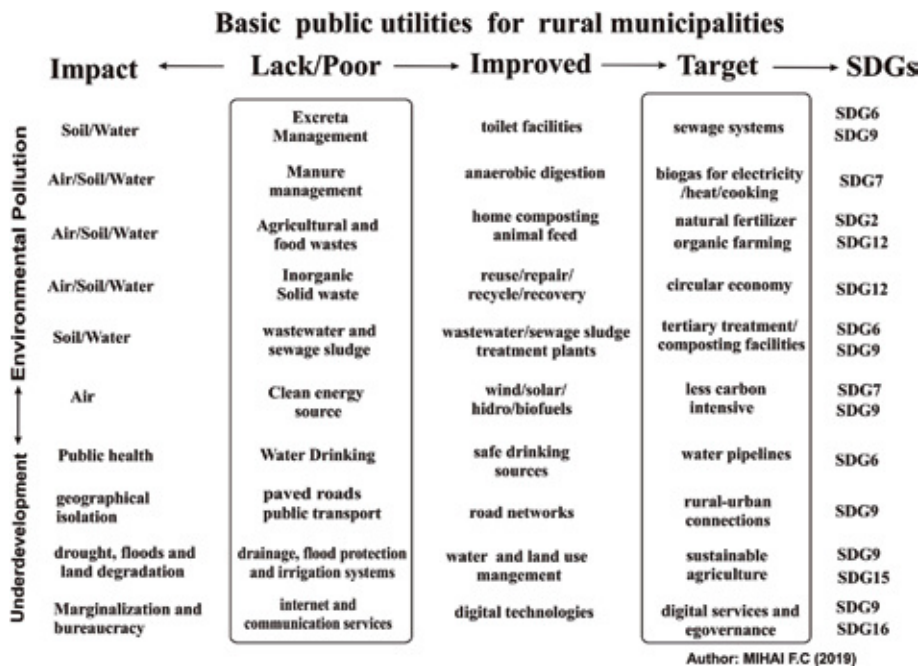 Basic public utilities for rural municipalities
Impact Lack/Poor Improved Target SDGs
Environmental Pollution
Underdevelopment
Soil/Water
Excreta
Management
toilet facilities
sewage systems
SDG6
SDG9
Air/Soil/Water
Manure
management
anaerobic digestion
biogas for electricity
/heat/cooking
SDG7
Air/Soil/Water
Agricultural and
food wastes
home composting
animal feed
natural fertilizer
organic farming
SDG2
SDG12
Air/Soil/Water
Inorganic
Solid waste
reuse/repair/
recycle/recovery
circular economy
SDG12
Soil/Water
wastewater and
sewage sludge
wastewater/sewage sludge
treatment plants
tertiary treatment/
composting facilities
SDG6
SDG9
Air
Clean energy
source
wind/solar/
hidro/biofuels
less carbon
intensive
SDG7
SDG9
Public health
Water Drinking
safe drinking
sources
water pipelines
SDG6
geographical
isolation
paved roads
public transport
road networks
rural-urban
connections
SDG9
drought, floods and
land degradation
drainage, flood protection
and irrigation systems
water and land use
mangement
sustainable
agriculture
SDG9
SDG15
Marginalization and
bureaucracy
internet and
communication services
digital technologies
digital services and
egovernance
SDG9
SDG16
Author: MIHAI F.C (2019)